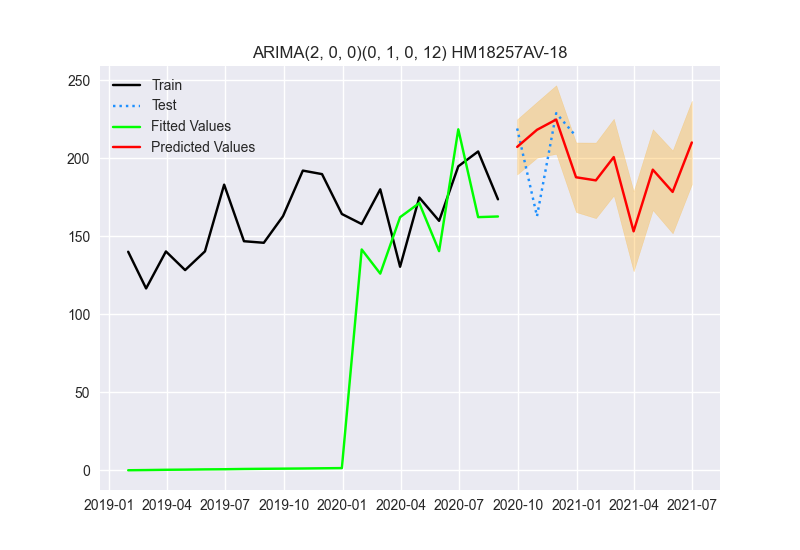 ARIMA(2, 0, 0)(0, 1, 0, 12) HM18257AV-18
250
200
150
100
50
0
Train
Test
Fitted Values
Predicted Values
2019-01 2019-04 2019-07 2019-10 2020-01 2020-04 2020-07 2020-10 2021-01 2021-04 2021-07